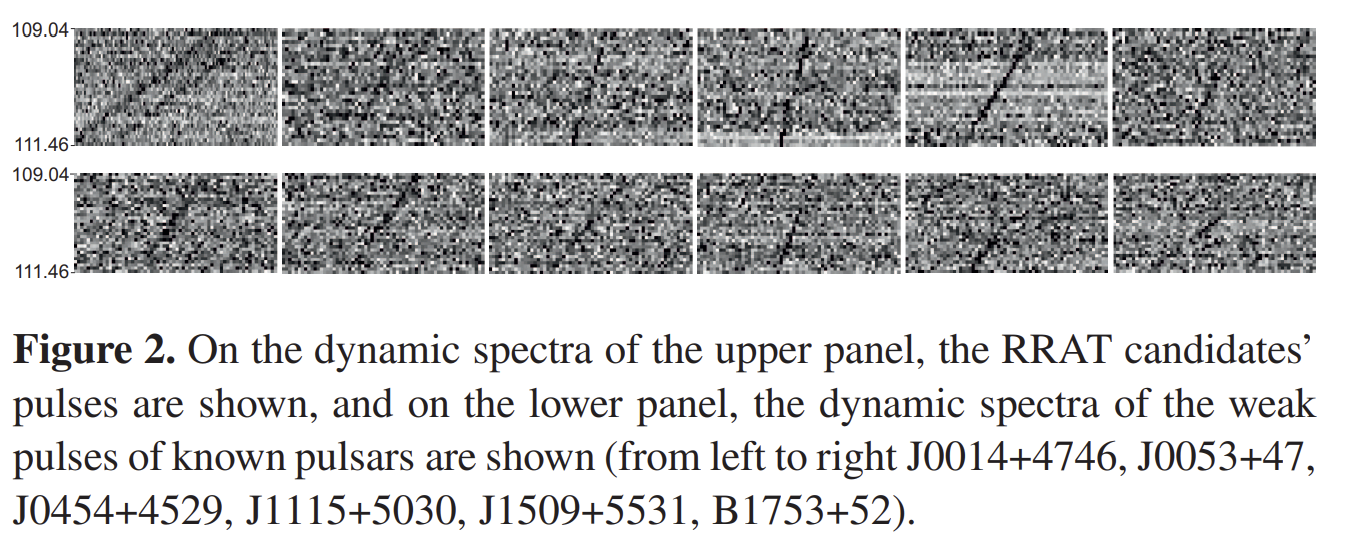 109.04
111.46
109.04
111.46
Figure 2. On the dynamic spectra of the upper panel, the RRAT candidates’
pulses are shown, and on the lower panel, the dynamic spectra of the weak
pulses of known pulsars are shown (from left to right J0014+4746, J0053+47,
J0454+4529, J1115+5030, J1509+5531, B1753+52).